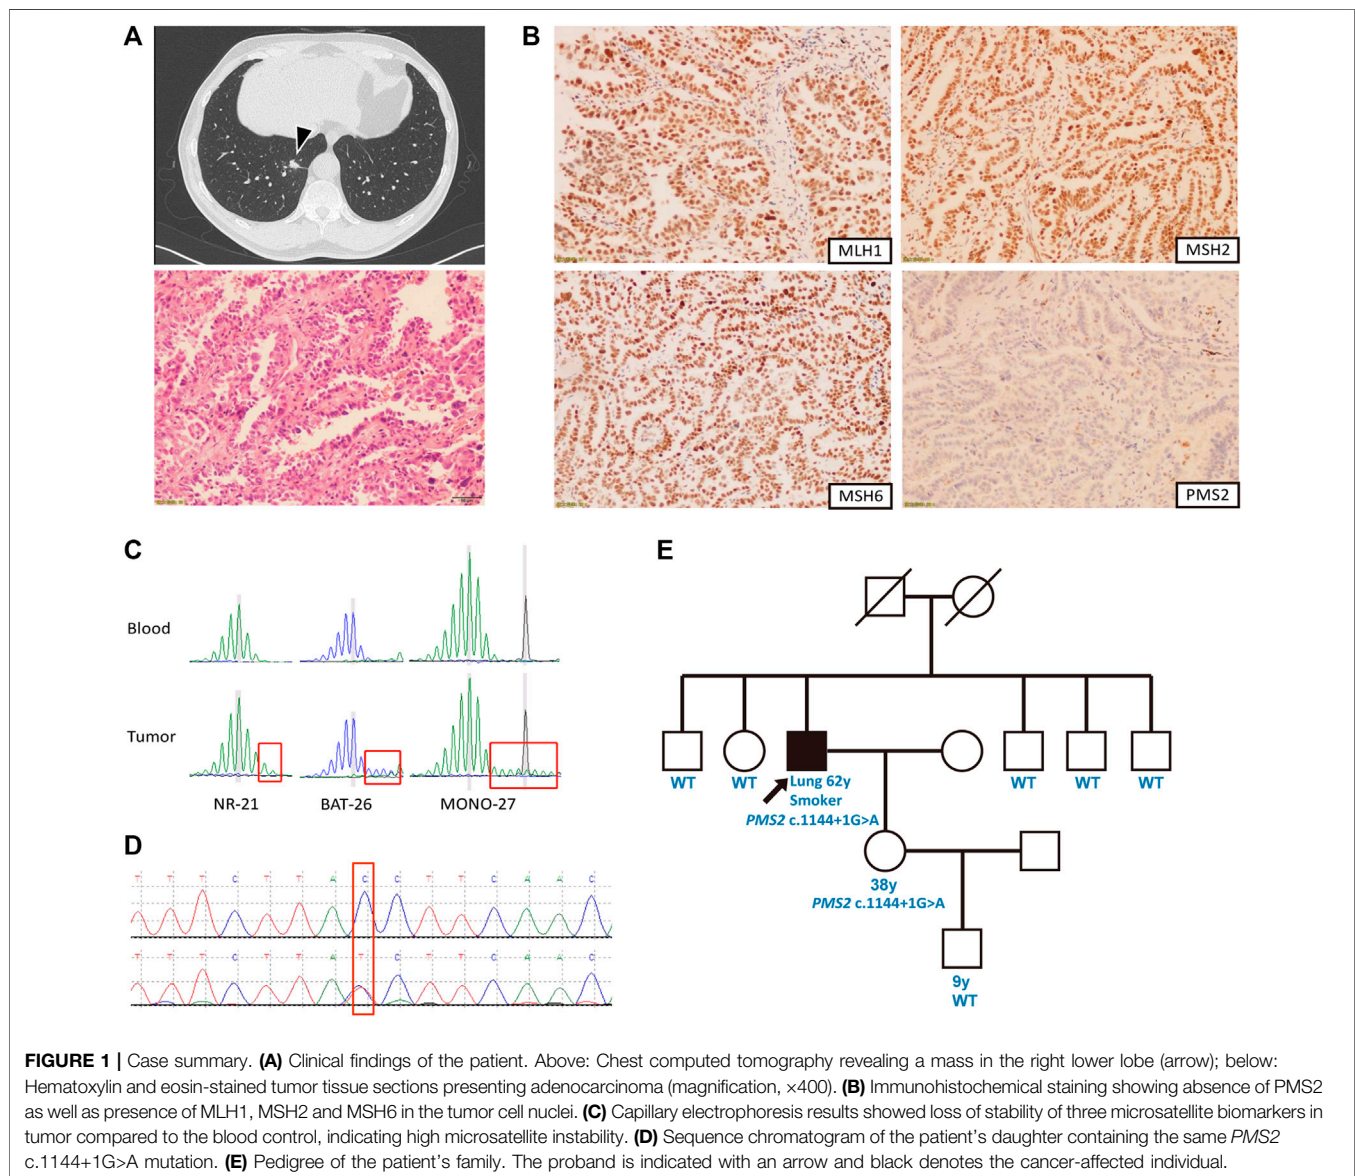 A
B
MLH1
MSH2
MSH6
PMS2
C
Blood
Tumor
NR-21
BAT-26
MONO-27
D
T T T C T T A C C T T C A A C
T T T C T T A T C T T C A A C
E
WT
WT
Lung 62y
Smoker
PMS2 c.1144+1G>A
WT
WT
WT
38y
PMS2 c.1144+1G>A
9y
WT
FIGURE 1 | Case summary. (A) Clinical findings of the patient. Above: Chest computed tomography revealing a mass in the right lower lobe (arrow); below:
Hematoxylin and eosin-stained tumor tissue sections presenting adenocarcinoma (magnification, ×400). (B) Immunohistochemical staining showing absence of PMS2
as well as presence of MLH1, MSH2 and MSH6 in the tumor cell nuclei. (C) Capillary electrophoresis results showed loss of stability of three microsatellite biomarkers in
tumor compared to the blood control, indicating high microsatellite instability. (D) Sequence chromatogram of the patient's daughter containing the same PMS2
c.1144+1G>A mutation. (E) Pedigree of the patient's family. The proband is indicated with an arrow and black denotes the cancer-affected individual.